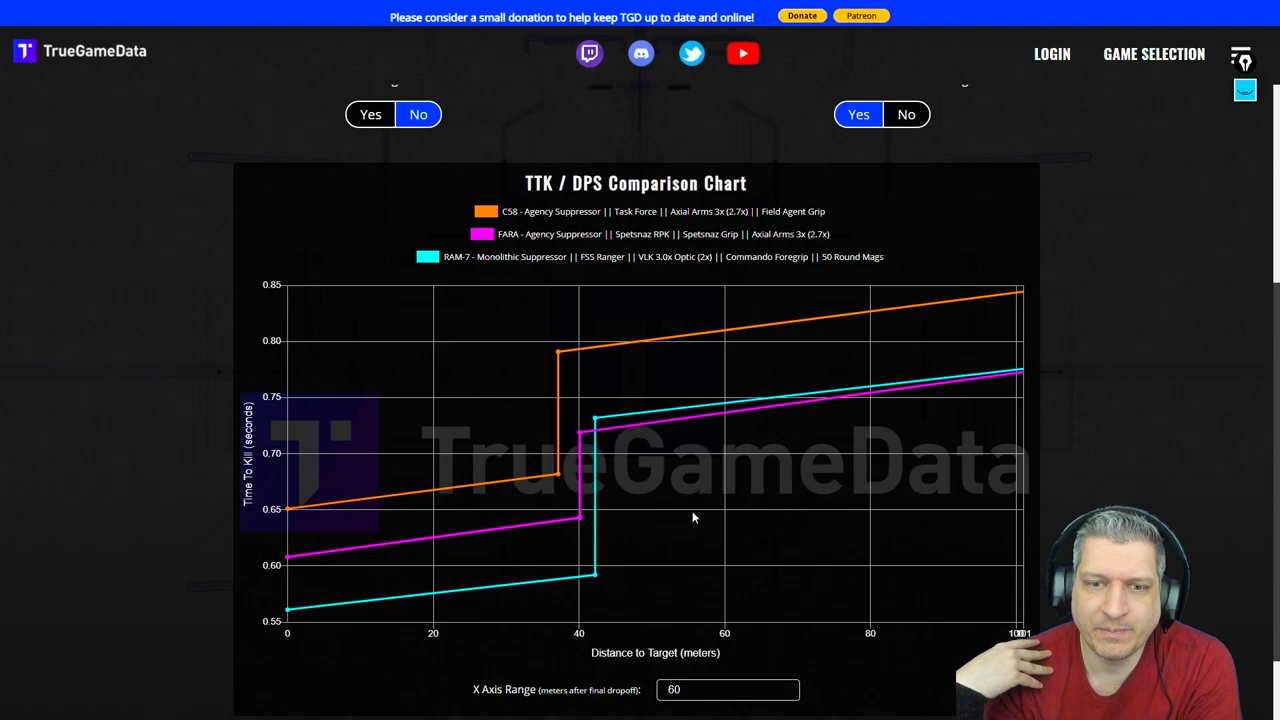 Please consider a small donation to help keep TGD up to date and online!
Donate
Patreon
TrueGameData
LOGIN
GAME SELECTION
Yes
No
Yes
No
TTK / DPS Comparison Chart
C58 - Agency Suppressor || Task Force || Axial Arms 3x (2.7x) || Field Agent Grip
FARA - Agency Suppressor || Spetsnaz RPK || Spetsnaz Grip || Axial Arms 3x (2.7x)
RAM-7 - Monolithic Suppressor || FSS Ranger || VLK 3.0x Optic (2x) || Commando Foregrip || 50 Round Mags
0.85
0.80
0.75
0.70
0.65
0.60
0.55
Time To Kill (seconds)
TrueGameData
0
20
40
60
80
100
101
Distance to Target (meters)
X Axis Range (meters after final dropoff):
60